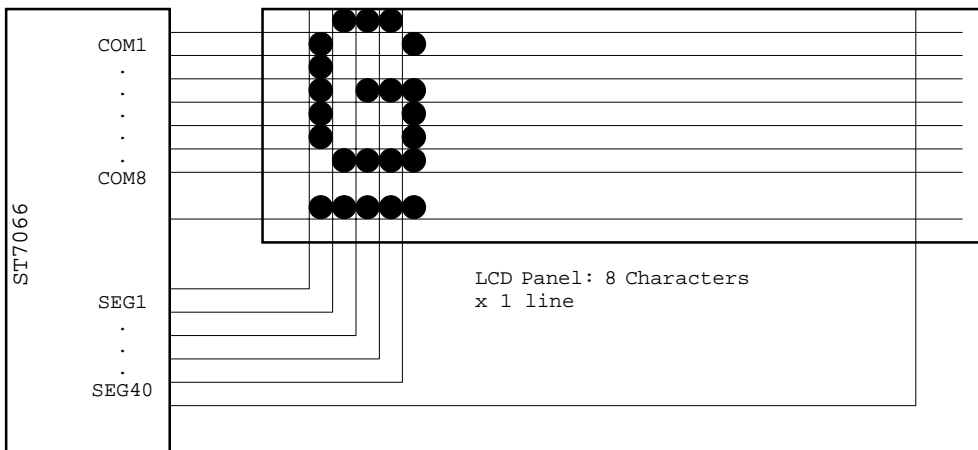 COM1
.
.
.
.
.
COM8
ST7066
G
LCD Panel: 8 Characters
x 1 line
SEG1
.
.
.
SEG40